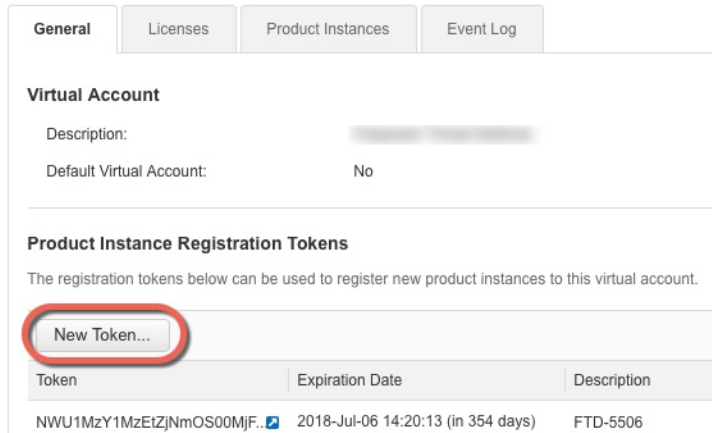 General Licenses Product Instances Event Log
Virtual Account
Description:
Default Virtual Account: No
Product Instance Registration Tokens
The registration tokens below can be used to register new product instances to this virtual account.
New Token...
Token Expiration Date Description
NWU1MzY1MzEtZjNmOS00MjF... 2018-Jul-06 14:20:13 (in 354 days) FTD-5506